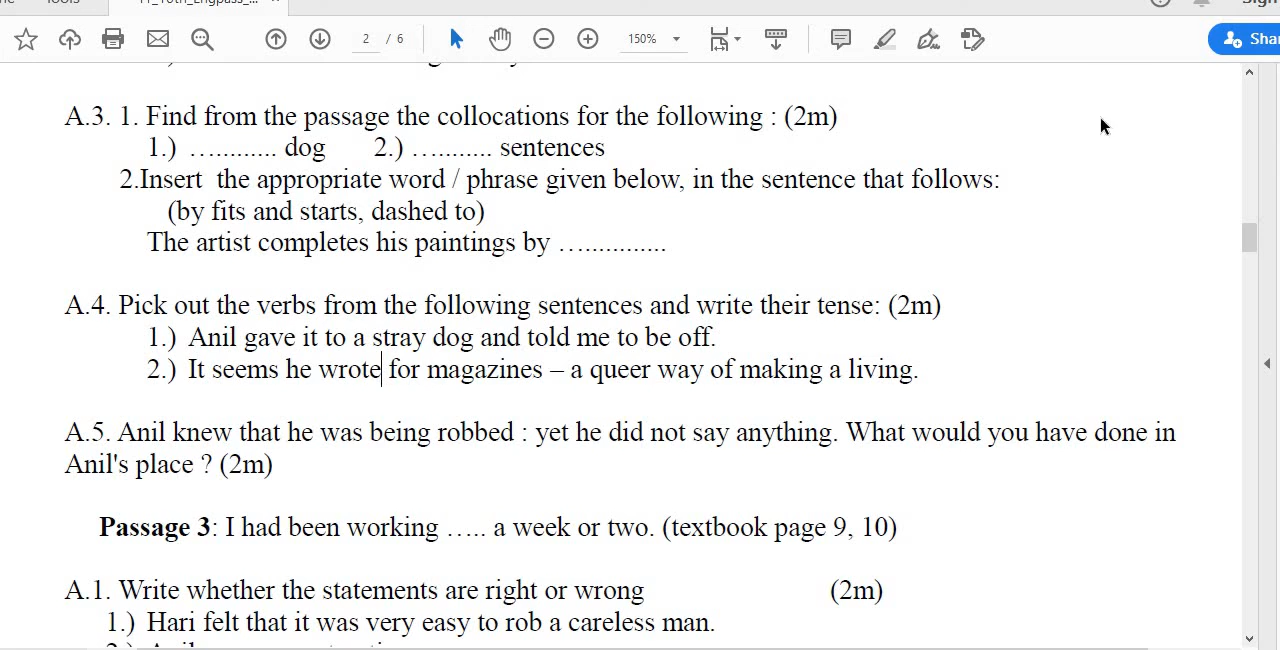 2 / 6
150%
Shar
A.3. 1. Find from the passage the collocations for the following : (2m)
1.) ............. dog 2.) ............ sentences
2.Insert the appropriate word / phrase given below, in the sentence that follows:
(by fits and starts, dashed to)
The artist completes his paintings by ................
A.4. Pick out the verbs from the following sentences and write their tense: (2m)
1.) Anil gave it to a stray dog and told me to be off.
2.) It seems he wrote for magazines – a queer way of making a living.
A.5. Anil knew that he was being robbed : yet he did not say anything. What would you have done in
Anil's place ? (2m)
Passage 3: I had been working ….. a week or two. (textbook page 9, 10)
A.1. Write whether the statements are right or wrong (2m)
1.) Hari felt that it was very easy to rob a careless man.